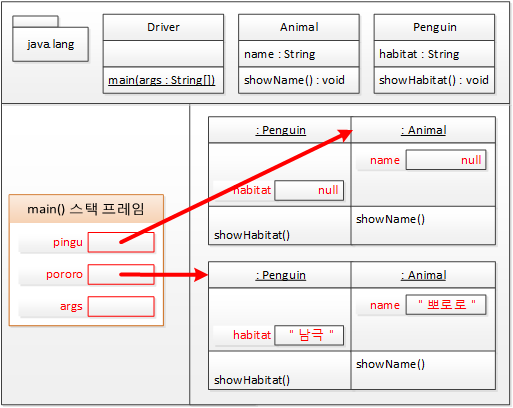 java.lang
Driver
main(args : String[])
Animal
name : String
showName() : void
Penguin
habitat : String
showHabitat() : void
main() 스택 프레임
pingu
pororo
args
: Penguin
habitat null
showHabitat()
: Animal
name null
showName()
: Penguin
habitat "남극"
showHabitat()
: Animal
name "뽀로로"
showName()